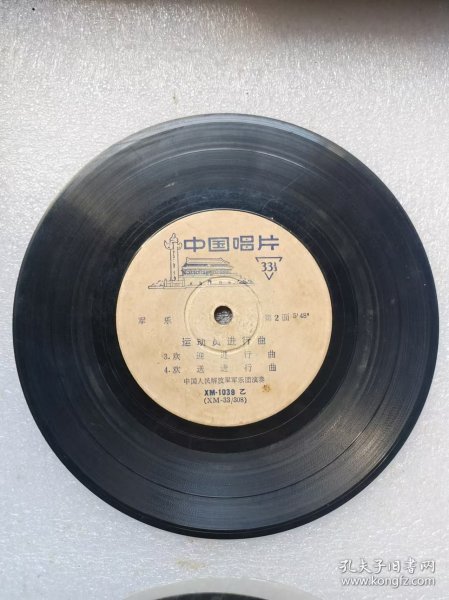 中国唱片
33⅓
军乐 第2面 5′48″
运动员进行曲
3.欢迎进行曲
4.欢送进行曲
中国人民解放军军乐团演奏
XM-1038 乙
(XM-33/308)
孔夫子旧书网
www.kongfz.com